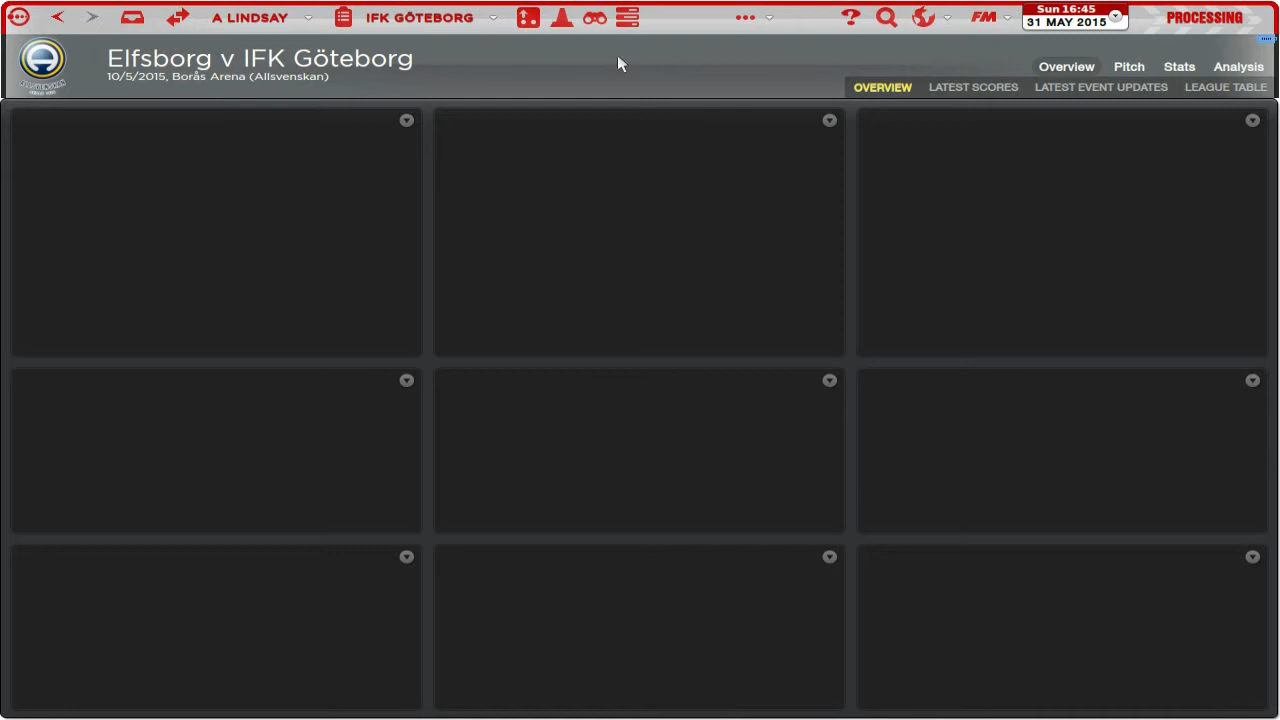 A LINDSAY
IFK GÖTEBORG
FM
Sun 16:45
31 MAY 2015
PROCESSING
Elfsborg v IFK Göteborg
10/5/2015, Borås Arena (Allsvenskan)
Overview Pitch Stats Analysis
OVERVIEW LATEST SCORES LATEST EVENT UPDATES LEAGUE TABLE
ALLSVENSKAN